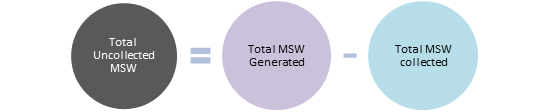 Total
Uncollected
MSW
=
Total MSW
Generated
-
Total MSW
collected